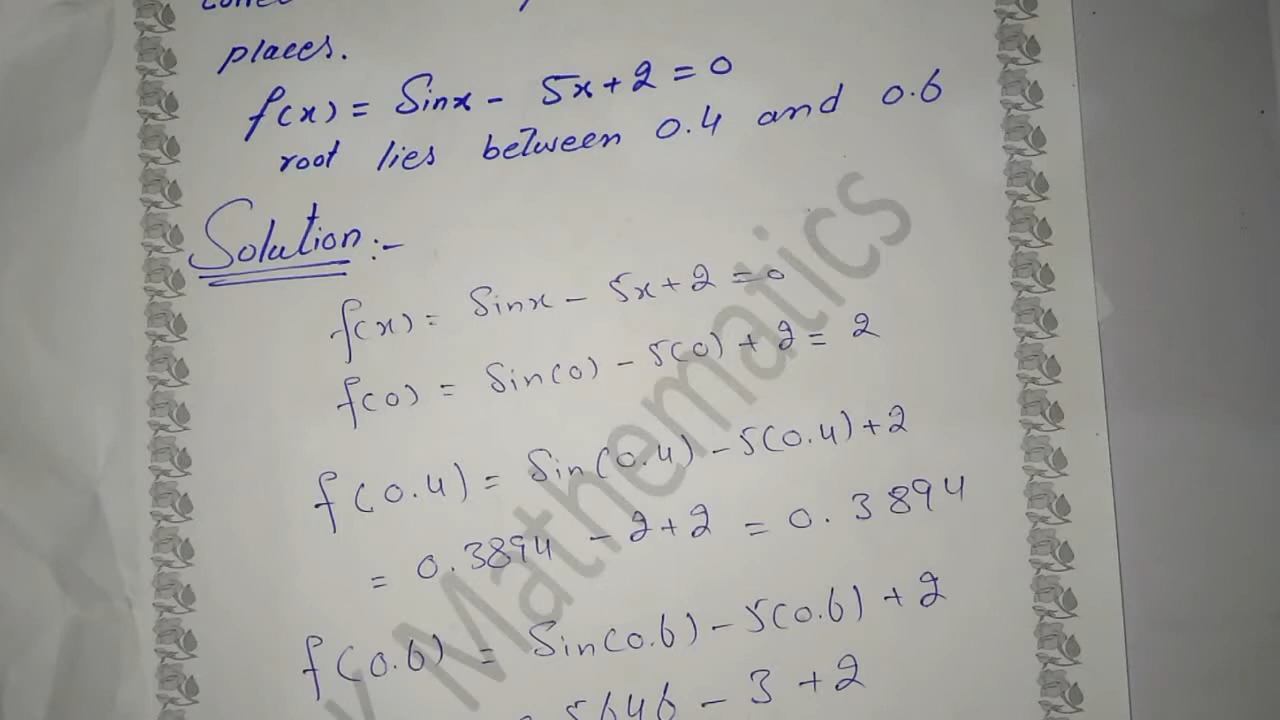 places.
f(x) = Sinx - 5x + 2 = 0
root lies between 0.4 and 0.6
Solution :-
f(x) = Sinx - 5x + 2 = 0
f(0) = Sin(0) - 5(0) + 2 = 2
f(0.4) = Sin(0.4) - 5(0.4) + 2
= 0.3894 - 2 + 2 = 0.3894
f(0.6) = Sin(0.6) - 5(0.6) + 2
5646 - 3 + 2
Mathematics